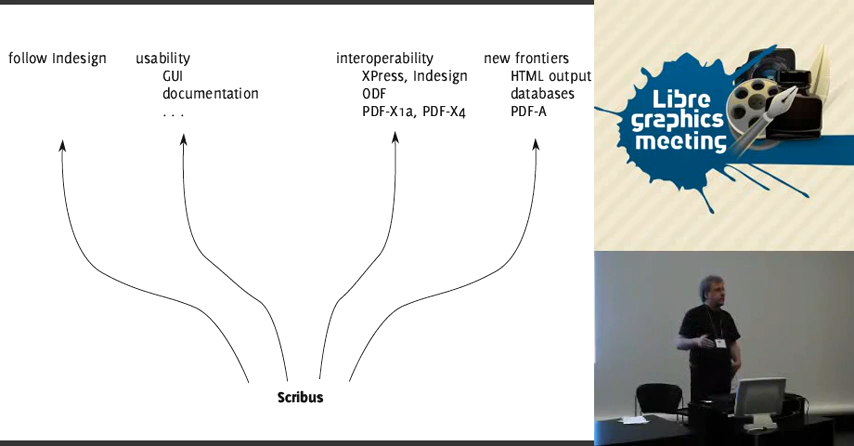 follow Indesign
usability
GUI
documentation
. . .
interoperability
XPress, Indesign
ODF
PDF-X1a, PDF-X4
new frontiers
HTML output
databases
PDF-A
Scribus
Libre
graphics
meeting